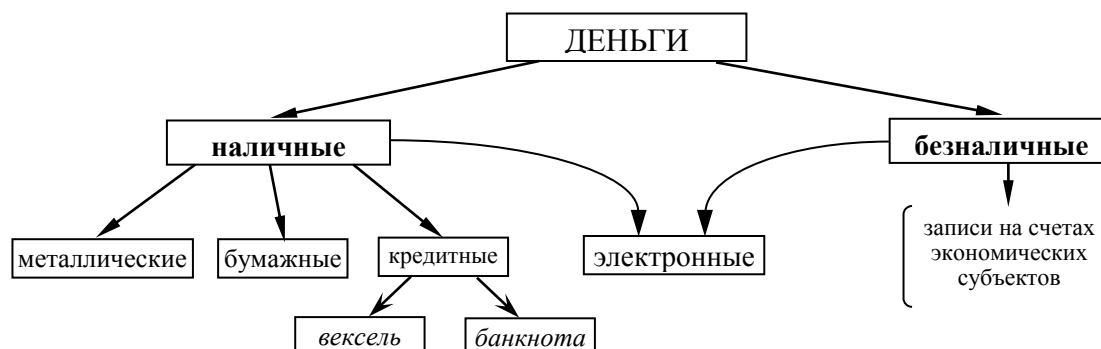 ДЕНЬГИ
наличные
безналичные
металлические
бумажные
кредитные
электронные
записи на счетах
экономических
субъектов
вексель
банкнота